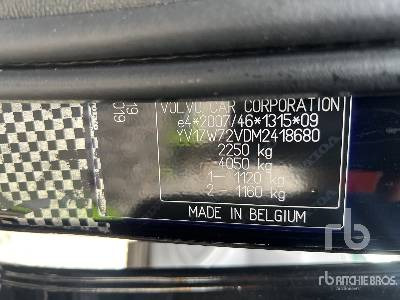 VOLVO CAR CORPORATION
e4*2007/46*1315*09
YV1ZW72VDM2418680
2250 kg
4050 kg
1- 1120 kg
2- 1160 kg
MADE IN BELGIUM
rb
rb RITCHIE BROS.